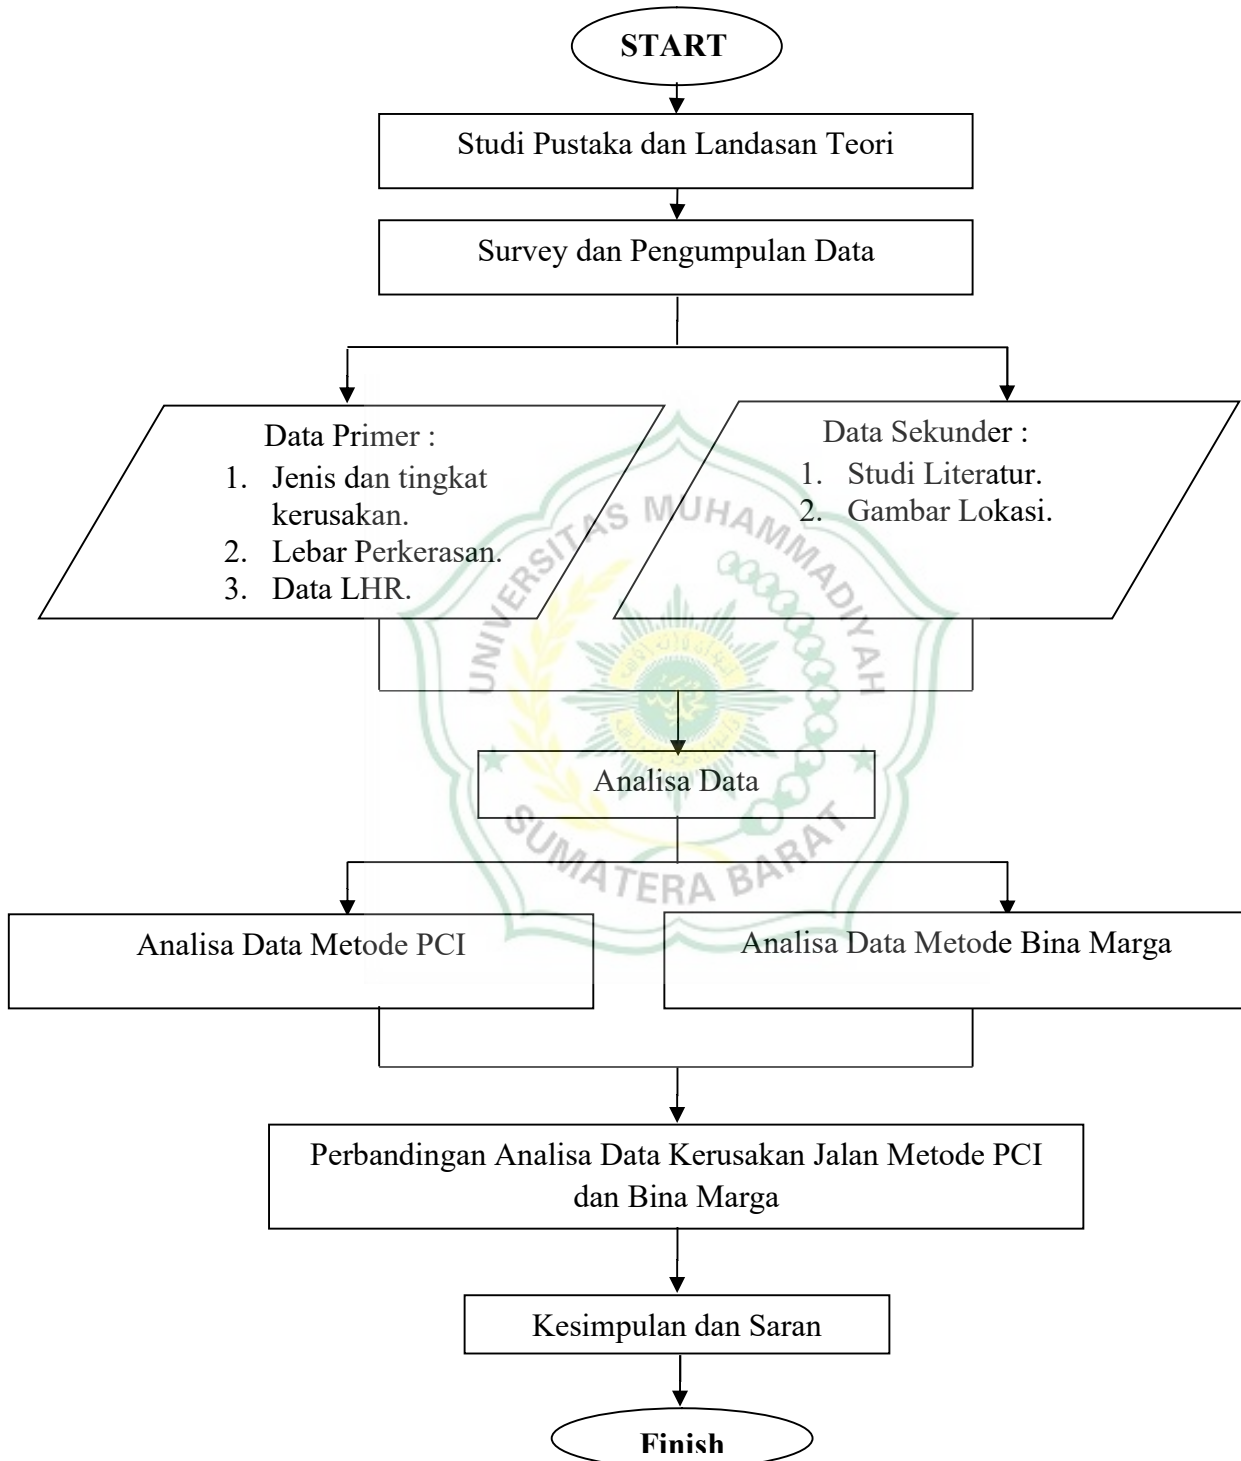 START
Studi Pustaka dan Landasan Teori
Survey dan Pengumpulan Data
Data Primer :
1. Jenis dan tingkat
kerusakan.
2. Lebar Perkerasan.
3. Data LHR.
Data Sekunder :
1. Studi Literatur.
2. Gambar Lokasi.
UNIVERSITAS MUHAMMADIYAH
SUMATERA BARAT
Analisa Data
Analisa Data Metode PCI
Analisa Data Metode Bina Marga
Perbandingan Analisa Data Kerusakan Jalan Metode PCI
dan Bina Marga
Kesimpulan dan Saran
Finish